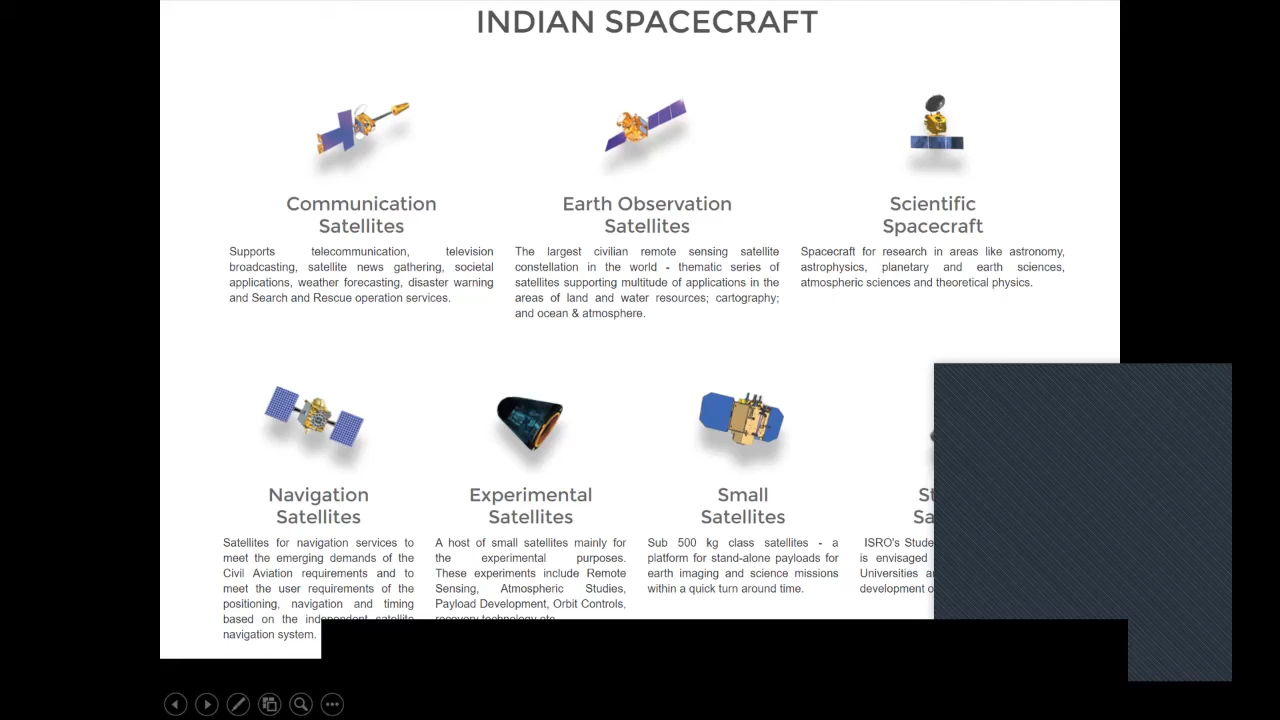 INDIAN SPACECRAFT
Communication
Satellites
Supports telecommunication, television
broadcasting, satellite news gathering, societal
applications, weather forecasting, disaster warning
and Search and Rescue operation services.
Earth Observation
Satellites
The largest civilian remote sensing satellite
constellation in the world - thematic series of
satellites supporting multitude of applications in the
areas of land and water resources; cartography;
and ocean & atmosphere.
Scientific
Spacecraft
Spacecraft for research in areas like astronomy,
astrophysics, planetary and earth sciences,
atmospheric sciences and theoretical physics.
Navigation
Satellites
Satellites for navigation services to
meet the emerging demands of the
Civil Aviation requirements and to
meet the user requirements of the
positioning, navigation and timing
based on the independent satellite
navigation system.
Experimental
Satellites
A host of small satellites mainly for
the experimental purposes.
These experiments include Remote
Sensing, Atmospheric Studies,
Payload Development, Orbit Controls,
recovery technology etc
Small
Satellites
Sub 500 kg class satellites - a
platform for stand-alone payloads for
earth imaging and science missions
within a quick turn around time.
ISRO's
is envisaged
Universities
development